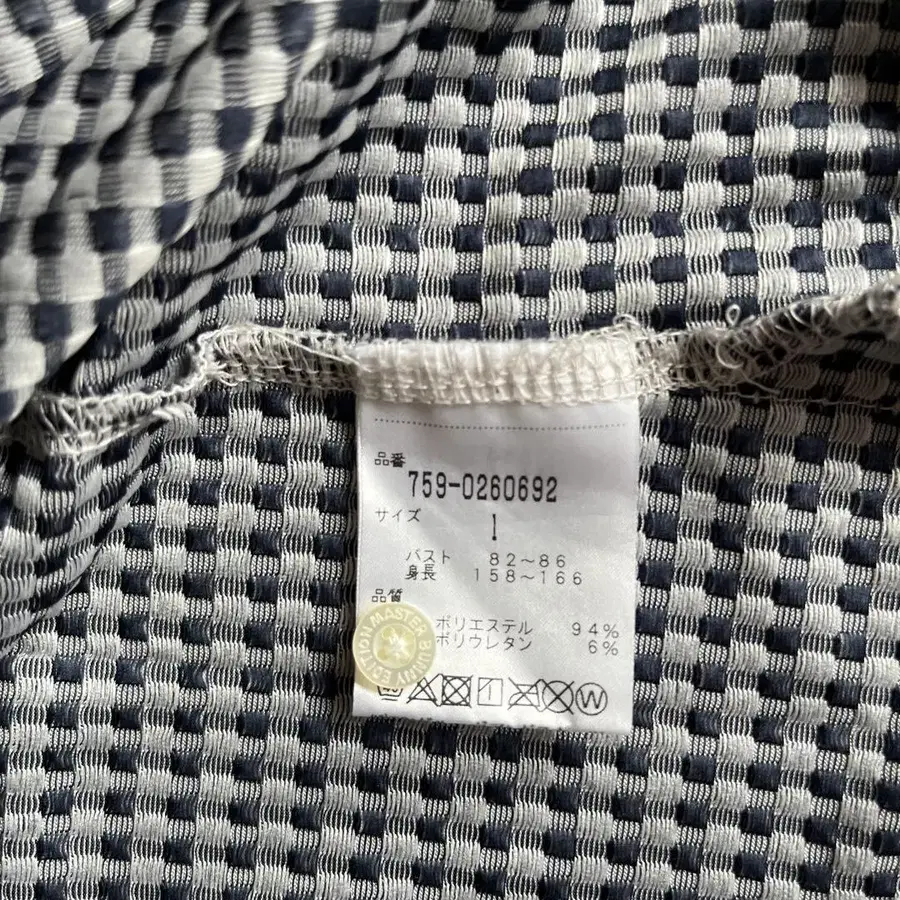 品番
759-0260692
サイズ
1
バスト 82～86
身長 158～166
品質
ポリエステル 94%
ポリウレタン 6%
MASTER BUNNY EDITION
W